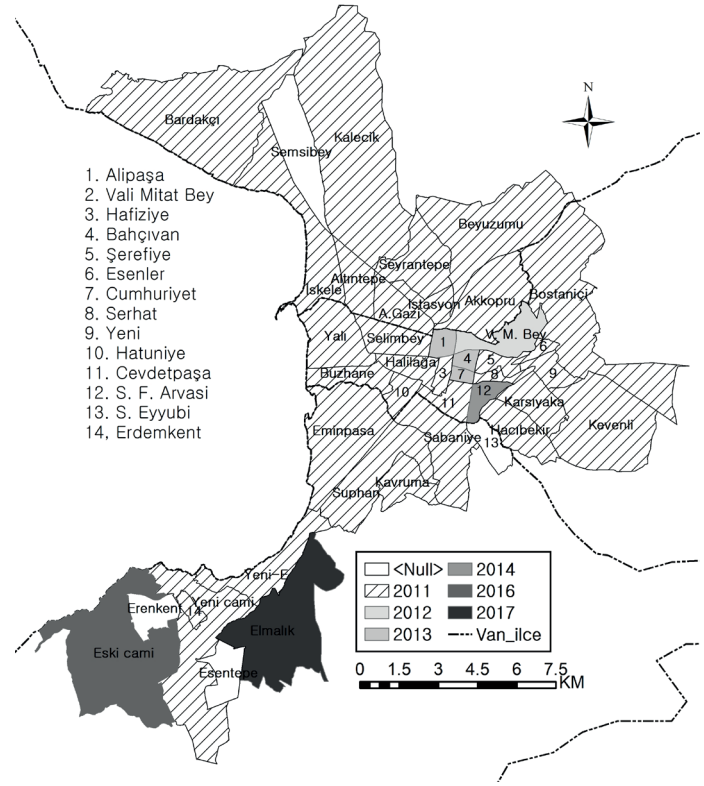 N
Bardakçı
Kalecik
Semsibey
1. Alipaşa
2. Vali Mitat Bey
3. Hafiziye
4. Bahçıvan
5. Şerefiye
6. Esenler
7. Cumhuriyet
8. Serhat
9. Yeni
10. Hatuniye
11. Cevdetpaşa
12. S. F. Arvasi
13. S. Eyyubi
14, Erdemkent
Beyuzumu
Seyrantepe
Altıntepe
Iskele
Istasyon
Akkopru
Bostaniçi
A.Gazi
Yali
Selimbey
1
V. M. Bey
6
Halilağa
4
5
Buzhane
3
7
8
9
10
11
12
Karsıyaka
Eminpasa
Sabaniye
13
Hacıbekir
Kevenli
Suphan
Kavruma
Yeni-E
Erenkent
14
Yeni cami
Eski cami
Elmalık
Esentepe
<Null>
2011
2012
2013
2014
2016
2017
Van_ilce
0 1.5 3 4.5 6 7.5
KM